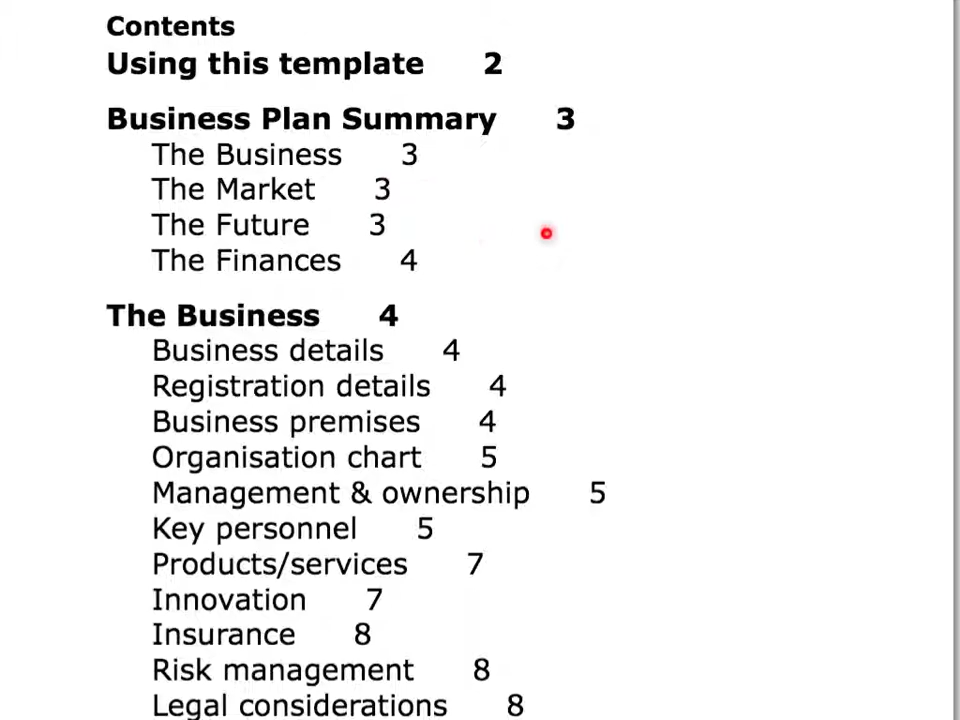 Contents
Using this template 2
Business Plan Summary 3
The Business 3
The Market 3
The Future 3
The Finances 4
The Business 4
Business details 4
Registration details 4
Business premises 4
Organisation chart 5
Management & ownership 5
Key personnel 5
Products/services 7
Innovation 7
Insurance 8
Risk management 8
Legal considerations 8